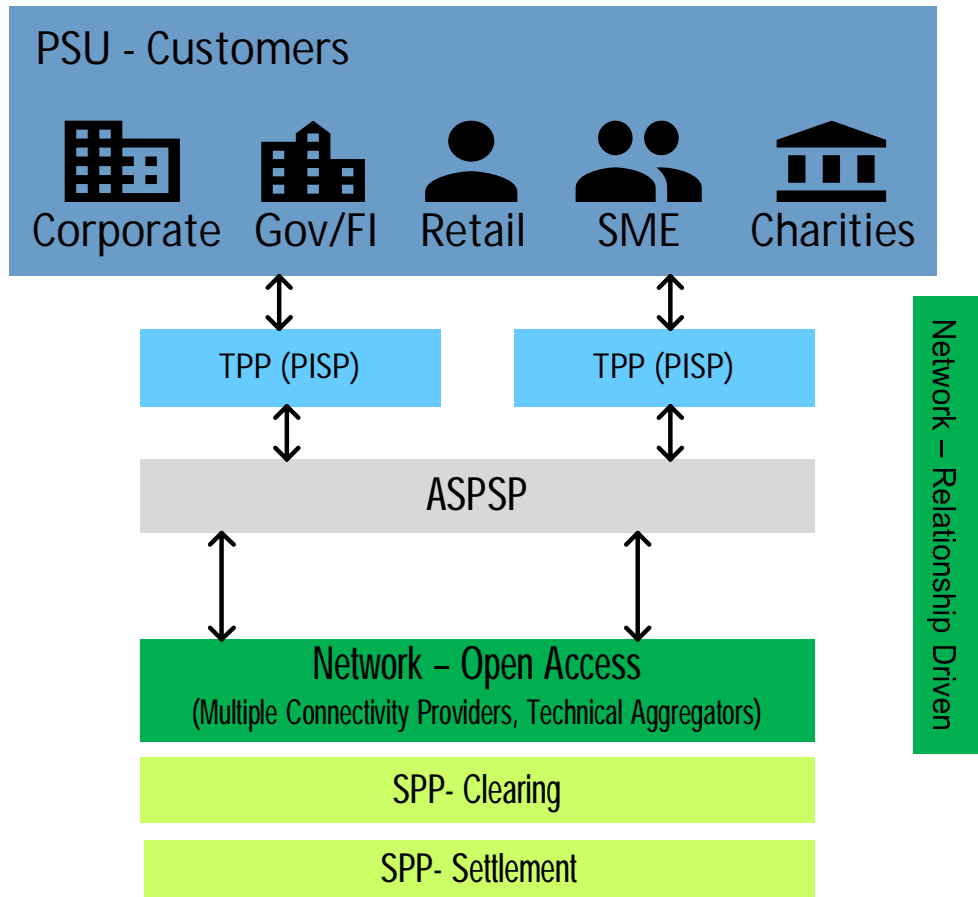 PSU - Customers
Corporate
Gov/FI
Retail
SME
Charities
TPP (PISP)
TPP (PISP)
ASPSP
Network – Open Access
(Multiple Connectivity Providers, Technical Aggregators)
SPP- Clearing
SPP- Settlement
Network – Relationship Driven